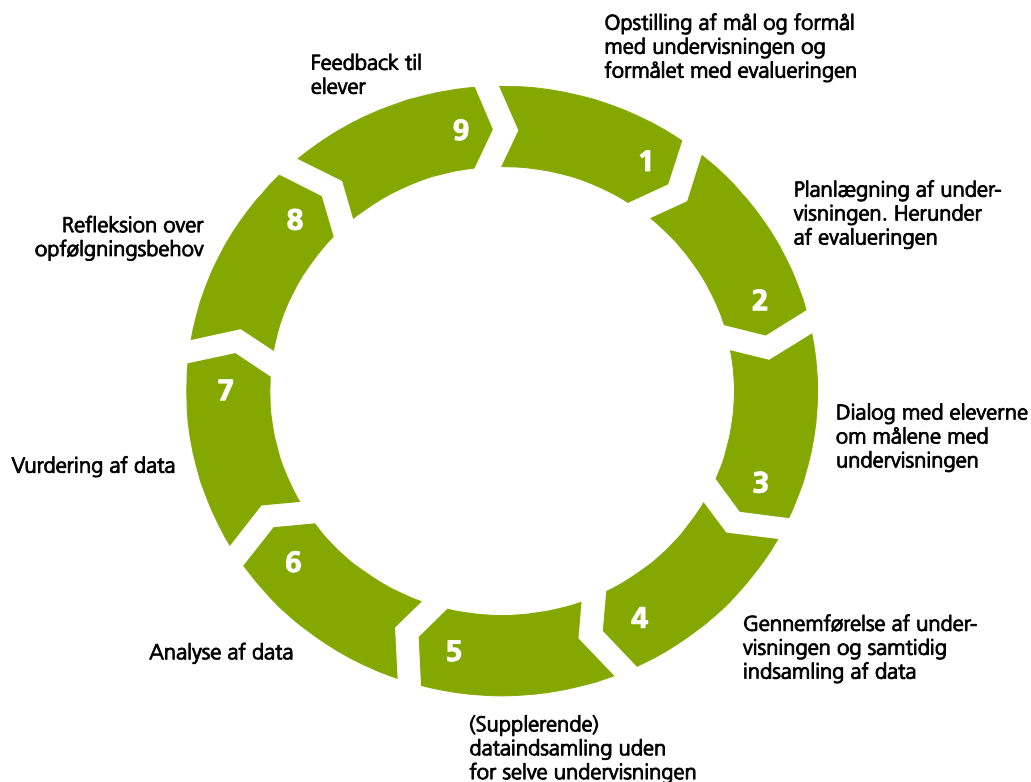 Opstilling af mål og formål
med undervisningen og
formålet med evalueringen
1
Planlægning af under-
visningen. Herunder
af evalueringen
2
Dialog med eleverne
om målene med
undervisningen
3
Gennemførelse af under-
visningen og samtidig
indsamling af data
4
(Supplerende)
dataindsamling uden
for selve undervisningen
5
Analyse af data
6
Vurdering af data
7
Refleksion over
opfølgningsbehov
8
Feedback til
elever
9